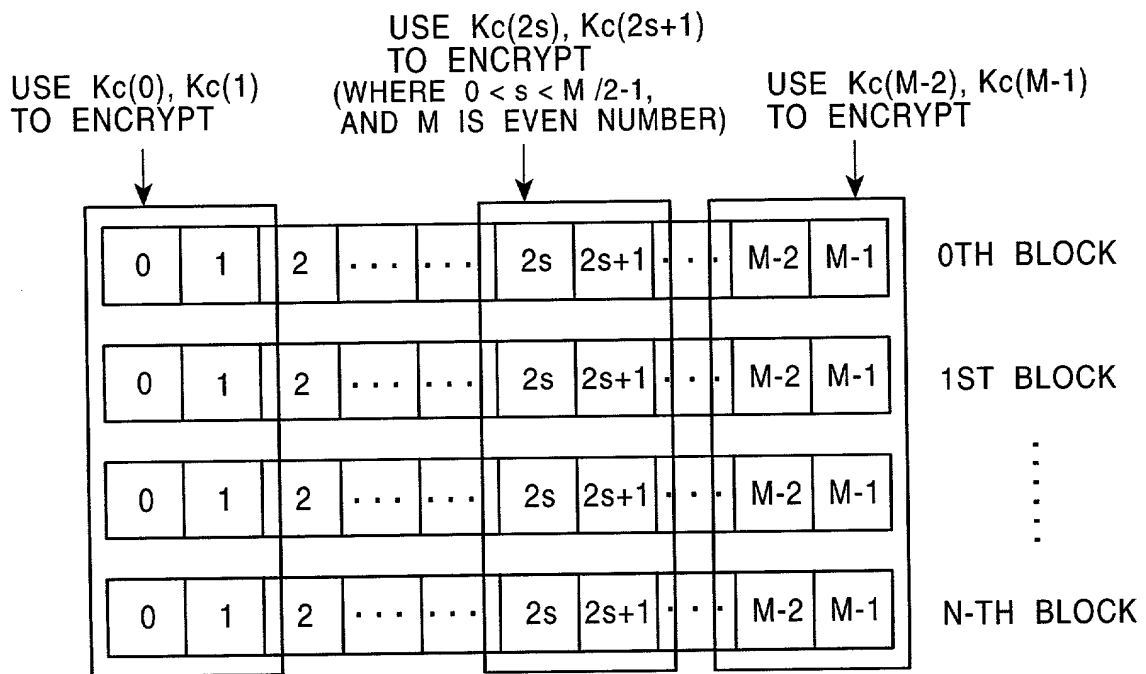 USE Kc(0), Kc(1)
TO ENCRYPT
USE Kc(2s), Kc(2s+1)
TO ENCRYPT
(WHERE 0 < s < M /2-1,
AND M IS EVEN NUMBER)
USE Kc(M-2), Kc(M-1)
TO ENCRYPT
0 1 2 ... ... 2s 2s+1 ... M-2 M-1 0TH BLOCK
0 1 2 ... ... 2s 2s+1 ... M-2 M-1 1ST BLOCK
0 1 2 ... ... 2s 2s+1 ... M-2 M-1
0 1 2 ... ... 2s 2s+1 ... M-2 M-1 N-TH BLOCK